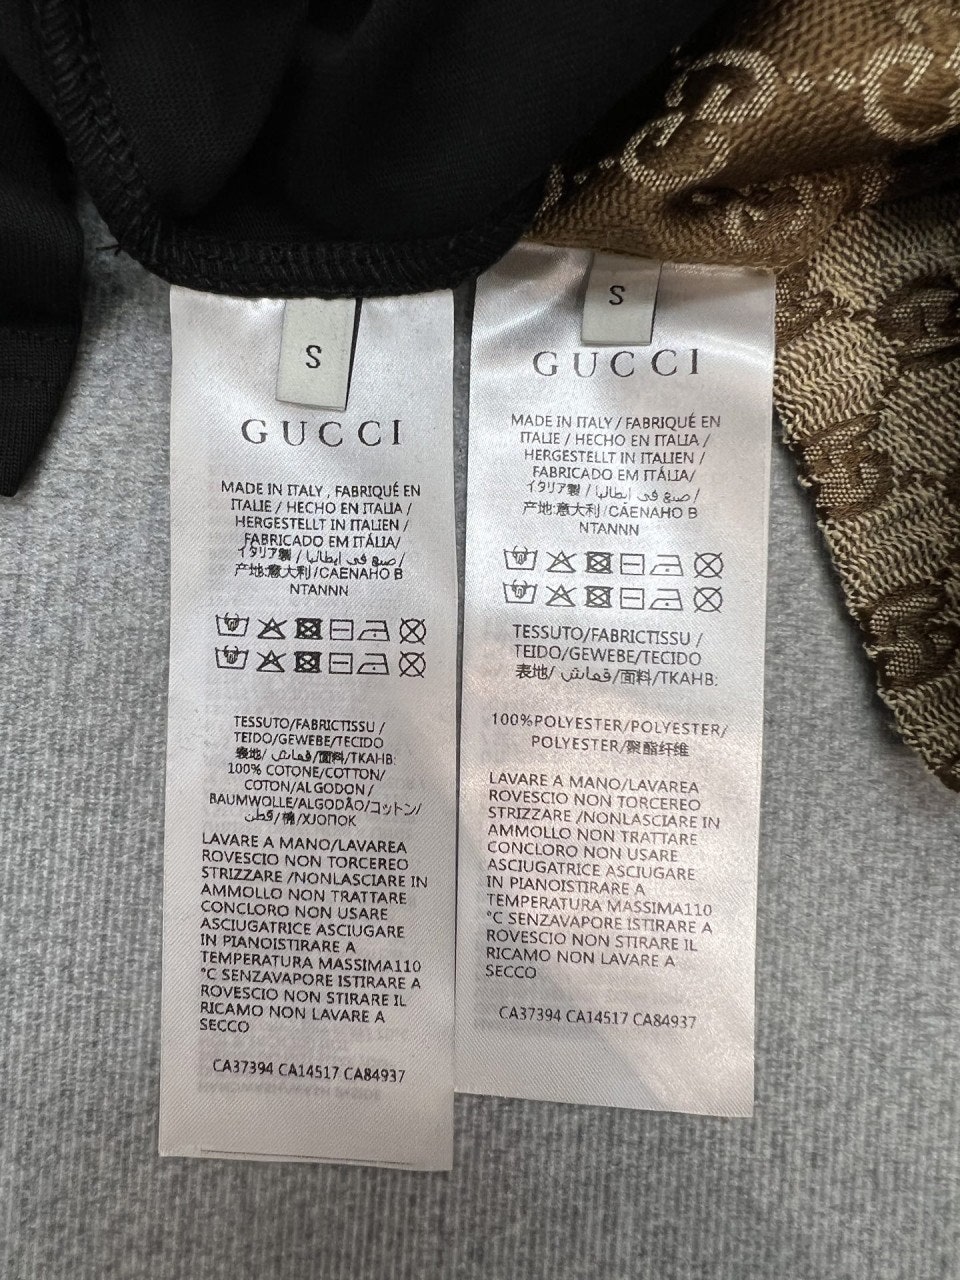 S
GUCCI
MADE IN ITALY , FABRIQUÉ EN
ITALIE / HECHO EN ITALIA /
HERGESTELLT IN ITALIEN /
FABRICADO EM ITÁLIA/
イタリア製 / صنع في إيطاليا /
产地:意大利/CAENAHO B
NTANNN
TESSUTO/FABRICTISSU /
TEIDO/GEWEBE/TECIDO
表地/ قماش/面料/TKAHB:
100% COTONE/COTTON/
COTON/ALGODON /
BAUMWOLLE/ALGODÃO/コットン/
قطن/棉/ХЈОПОК
LAVARE A MANO/LAVAREA
ROVESCIO NON TORCEREO
STRIZZARE /NONLASCIARE IN
AMMOLLO NON TRATTARE
CONCLORO NON USARE
ASCIUGATRICE ASCIUGARE
IN PIANOISTIRARE A
TEMPERATURA MASSIMA110
°C SENZAVAPORE ISTIRARE A
ROVESCIO NON STIRARE IL
RICAMO NON LAVARE A
SECCO
CA37394 CA14517 CA84937
S
GUCCI
MADE IN ITALY / FABRIQUÉ EN
ITALIE / HECHO EN ITALIA /
HERGESTELLT IN ITALIEN /
FABRICADO EM ITÁLIA/
イタリア製 / صنع في إيطاليا /
产地:意大利/CAENAHO B
NTANNN
TESSUTO/FABRICTISSU /
TEIDO/GEWEBE/TECIDO
表地/ قماش/面料/TKAHB:
100%POLYESTER/POLYESTER/
POLYESTER/聚酯纤维
LAVARE A MANO/LAVAREA
ROVESCIO NON TORCEREO
STRIZZARE /NONLASCIARE IN
AMMOLLO NON TRATTARE
CONCLORO NON USARE
ASCIUGATRICE ASCIUGARE
IN PIANOISTIRARE A
TEMPERATURA MASSIMA110
°C SENZAVAPORE ISTIRARE A
ROVESCIO NON STIRARE IL
RICAMO NON LAVARE A
SECCO
CA37394 CA14517 CA84937